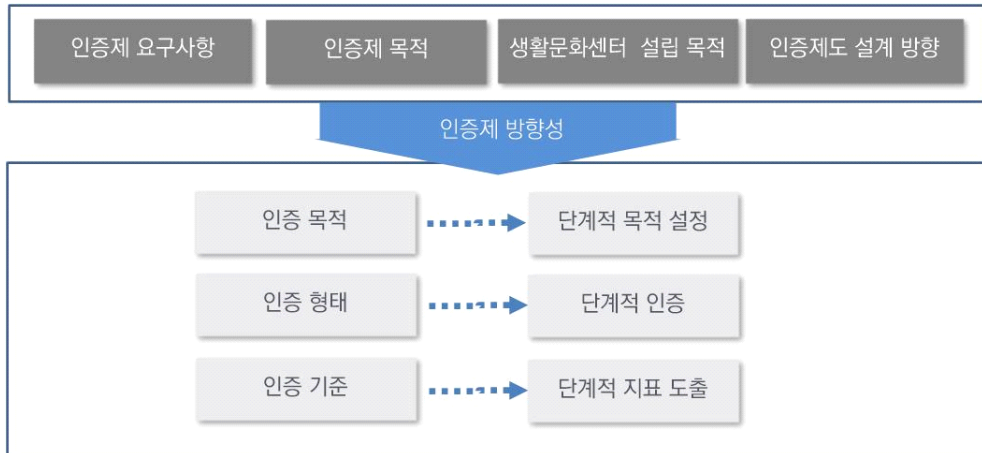 인증제 요구사항
인증제 목적
생활문화센터 설립 목적
인증제도 설계 방향
인증제 방향성
인증 목적
단계적 목적 설정
인증 형태
단계적 인증
인증 기준
단계적 지표 도출